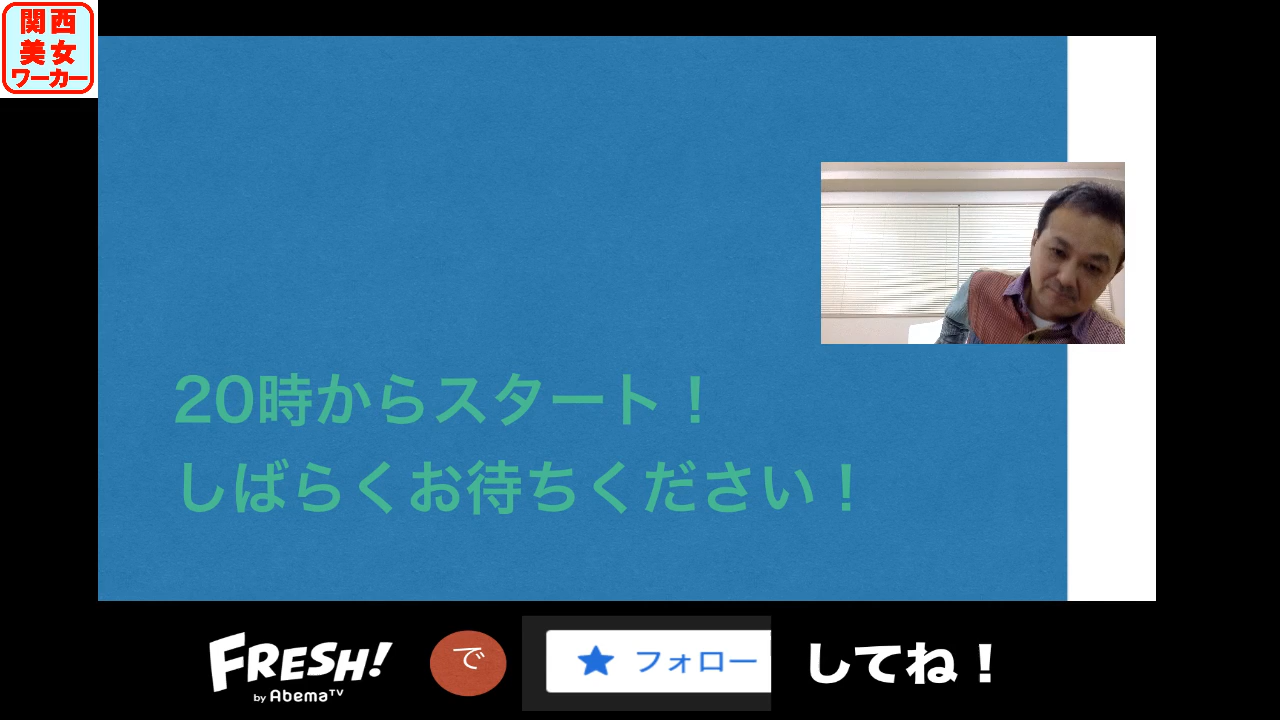 関西
美女
ワーカー
20時からスタート！
しばらくお待ちください！
FRESH!
by AbemaTV
で
フォロー
してね！